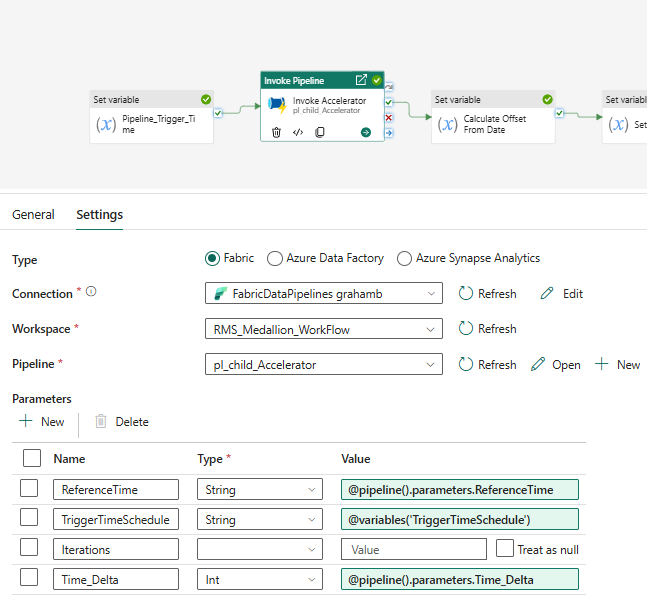 Set variable
Pipeline_Trigger_Ti
me
Invoke Pipeline
Invoke Accelerator
pl_child_Accelerator
Set variable
Calculate Offset
From Date
Set variabl
Set
General
Settings
Type
Fabric
Azure Data Factory
Azure Synapse Analytics
Connection *
FabricDataPipelines grahamb
Refresh
Edit
Workspace *
RMS_Medallion_WorkFlow
Refresh
Pipeline *
pl_child_Accelerator
Refresh
Open
New
Parameters
New
Delete
Name
Type *
Value
ReferenceTime
String
@pipeline().parameters.ReferenceTime
TriggerTimeSchedule
String
@variables('TriggerTimeSchedule')
Iterations
Value
Treat as null
Time_Delta
Int
@pipeline().parameters.Time_Delta